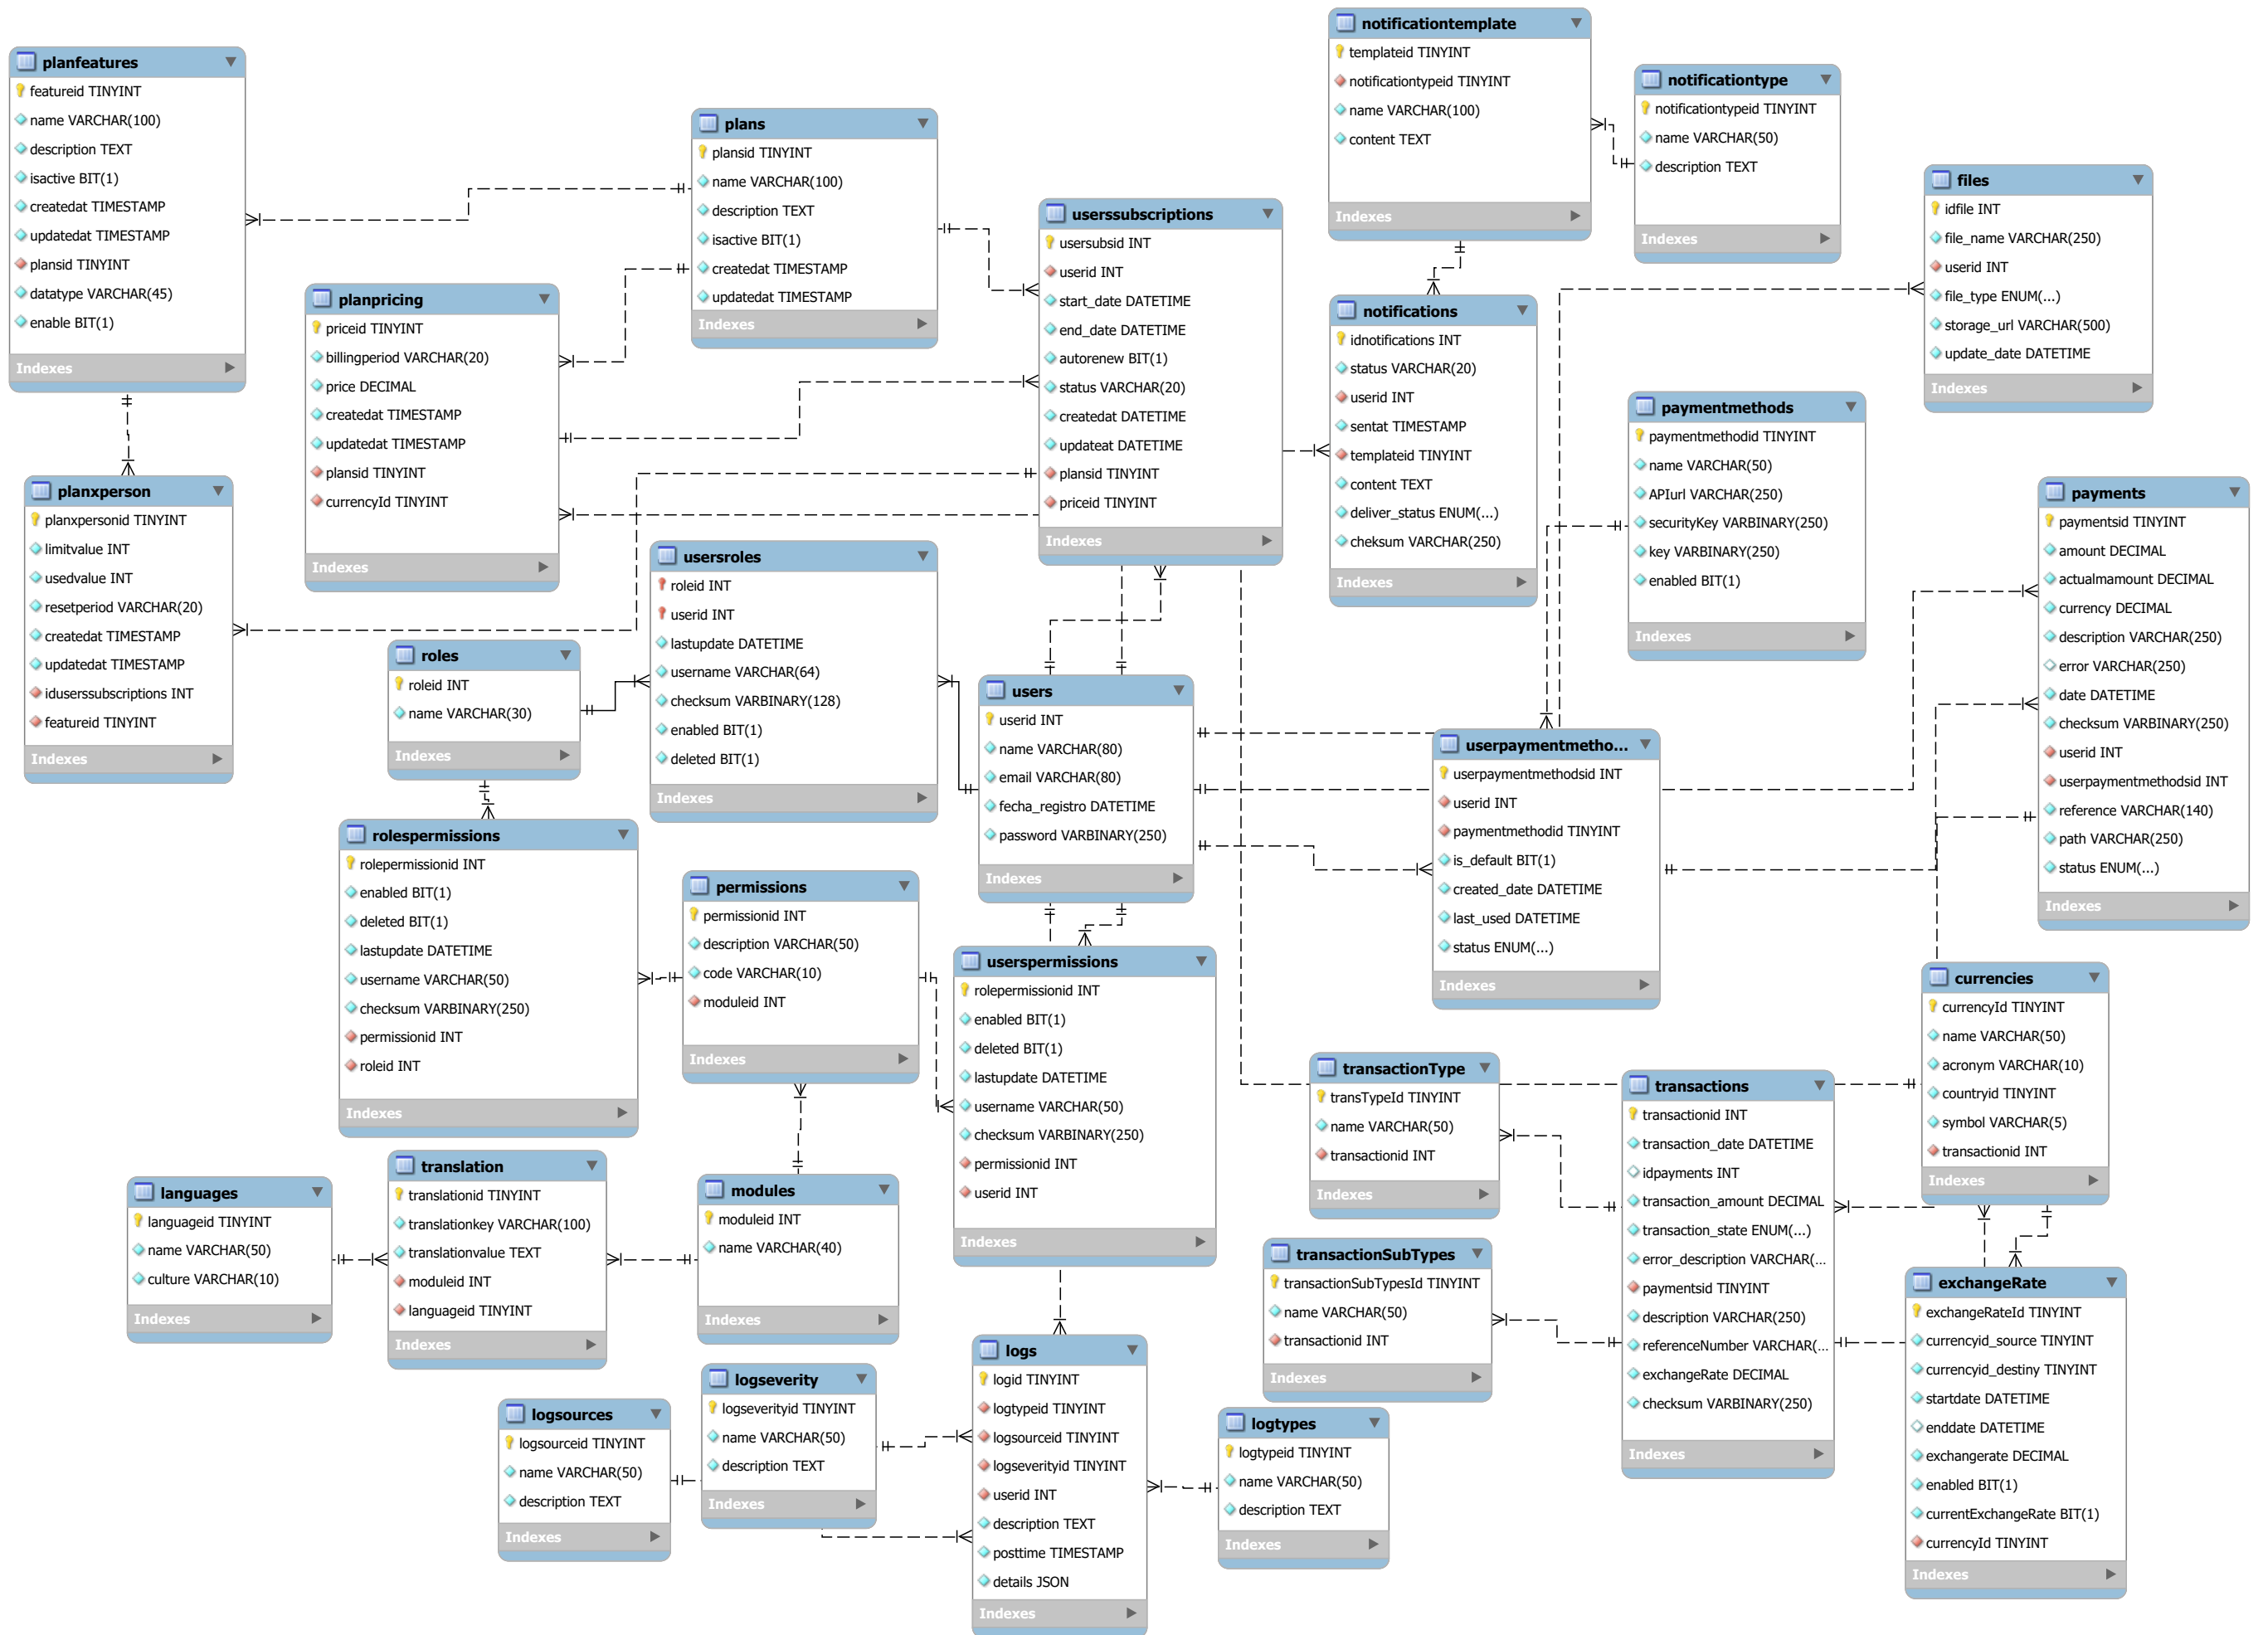 planfeatures
featureid TINYINT
name VARCHAR(100)
description TEXT
isactive BIT(1)
createdat TIMESTAMP
updatedat TIMESTAMP
plansid TINYINT
datatype VARCHAR(45)
enable BIT(1)
Indexes
planxperson
planxpersonid TINYINT
limitvalue INT
usedvalue INT
resetperiod VARCHAR(20)
createdat TIMESTAMP
updatedat TIMESTAMP
iduserssubscriptions INT
featureid TINYINT
Indexes
planpricing
priceid TINYINT
billingperiod VARCHAR(20)
price DECIMAL
createdat TIMESTAMP
updatedat TIMESTAMP
plansid TINYINT
currencyId TINYINT
Indexes
plans
plansid TINYINT
name VARCHAR(100)
description TEXT
isactive BIT(1)
createdat TIMESTAMP
updatedat TIMESTAMP
Indexes
userssubscriptions
usersubsid INT
userid INT
start_date DATETIME
end_date DATETIME
autorenew BIT(1)
status VARCHAR(20)
createdat DATETIME
updateat DATETIME
plansid TINYINT
priceid TINYINT
Indexes
notificationtemplate
templateid TINYINT
notificationtypeid TINYINT
name VARCHAR(100)
content TEXT
Indexes
notificationtype
notificationtypeid TINYINT
name VARCHAR(50)
description TEXT
Indexes
files
idfile INT
file_name VARCHAR(250)
userid INT
file_type ENUM(...)
storage_url VARCHAR(500)
update_date DATETIME
Indexes
notifications
idnotifications INT
status VARCHAR(20)
userid INT
sentat TIMESTAMP
templateid TINYINT
content TEXT
deliver_status ENUM(...)
cheksum VARCHAR(250)
Indexes
paymentmethods
paymentmethodid TINYINT
name VARCHAR(50)
APIurl VARCHAR(250)
securityKey VARBINARY(250)
key VARBINARY(250)
enabled BIT(1)
Indexes
payments
paymentsid TINYINT
amount DECIMAL
actualmamount DECIMAL
currency DECIMAL
description VARCHAR(250)
error VARCHAR(250)
date DATETIME
checksum VARBINARY(250)
userid INT
userpaymentmethodsid INT
reference VARCHAR(140)
path VARCHAR(250)
status ENUM(...)
Indexes
usersroles
roleid INT
userid INT
lastupdate DATETIME
username VARCHAR(64)
checksum VARBINARY(128)
enabled BIT(1)
deleted BIT(1)
Indexes
roles
roleid INT
name VARCHAR(30)
Indexes
users
userid INT
name VARCHAR(80)
email VARCHAR(80)
fecha_registro DATETIME
password VARBINARY(250)
Indexes
userpaymentmetho...
userpaymentmethodsid INT
userid INT
paymentmethodid TINYINT
is_default BIT(1)
created_date DATETIME
last_used DATETIME
status ENUM(...)
Indexes
rolespermissions
rolepermissionid INT
enabled BIT(1)
deleted BIT(1)
lastupdate DATETIME
username VARCHAR(50)
checksum VARBINARY(250)
permissionid INT
roleid INT
Indexes
permissions
permissionid INT
description VARCHAR(50)
code VARCHAR(10)
moduleid INT
Indexes
userspermissions
rolepermissionid INT
enabled BIT(1)
deleted BIT(1)
lastupdate DATETIME
username VARCHAR(50)
checksum VARBINARY(250)
permissionid INT
userid INT
Indexes
currencies
currencyId TINYINT
name VARCHAR(50)
acronym VARCHAR(10)
countryid TINYINT
symbol VARCHAR(5)
transactionid INT
Indexes
transactionType
transTypeId TINYINT
name VARCHAR(50)
transactionid INT
Indexes
transactions
transactionid INT
transaction_date DATETIME
idpayments INT
transaction_amount DECIMAL
transaction_state ENUM(...)
error_description VARCHAR(...
paymentsid TINYINT
description VARCHAR(250)
referenceNumber VARCHAR(...
exchangeRate DECIMAL
checksum VARBINARY(250)
Indexes
languages
languageid TINYINT
name VARCHAR(50)
culture VARCHAR(10)
Indexes
translation
translationid TINYINT
translationkey VARCHAR(100)
translationvalue TEXT
moduleid INT
languageid TINYINT
Indexes
modules
moduleid INT
name VARCHAR(40)
Indexes
transactionSubTypes
transactionSubTypesId TINYINT
name VARCHAR(50)
transactionid INT
Indexes
exchangeRate
exchangeRateId TINYINT
currencyid_source TINYINT
currencyid_destiny TINYINT
startdate DATETIME
enddate DATETIME
exchangerate DECIMAL
enabled BIT(1)
currentExchangeRate BIT(1)
currencyId TINYINT
Indexes
logsources
logsourceid TINYINT
name VARCHAR(50)
description TEXT
Indexes
logseverity
logseverityid TINYINT
name VARCHAR(50)
description TEXT
Indexes
logs
logid TINYINT
logtypeid TINYINT
logsourceid TINYINT
logseverityid TINYINT
userid INT
description TEXT
posttime TIMESTAMP
details JSON
Indexes
logtypes
logtypeid TINYINT
name VARCHAR(50)
description TEXT
Indexes